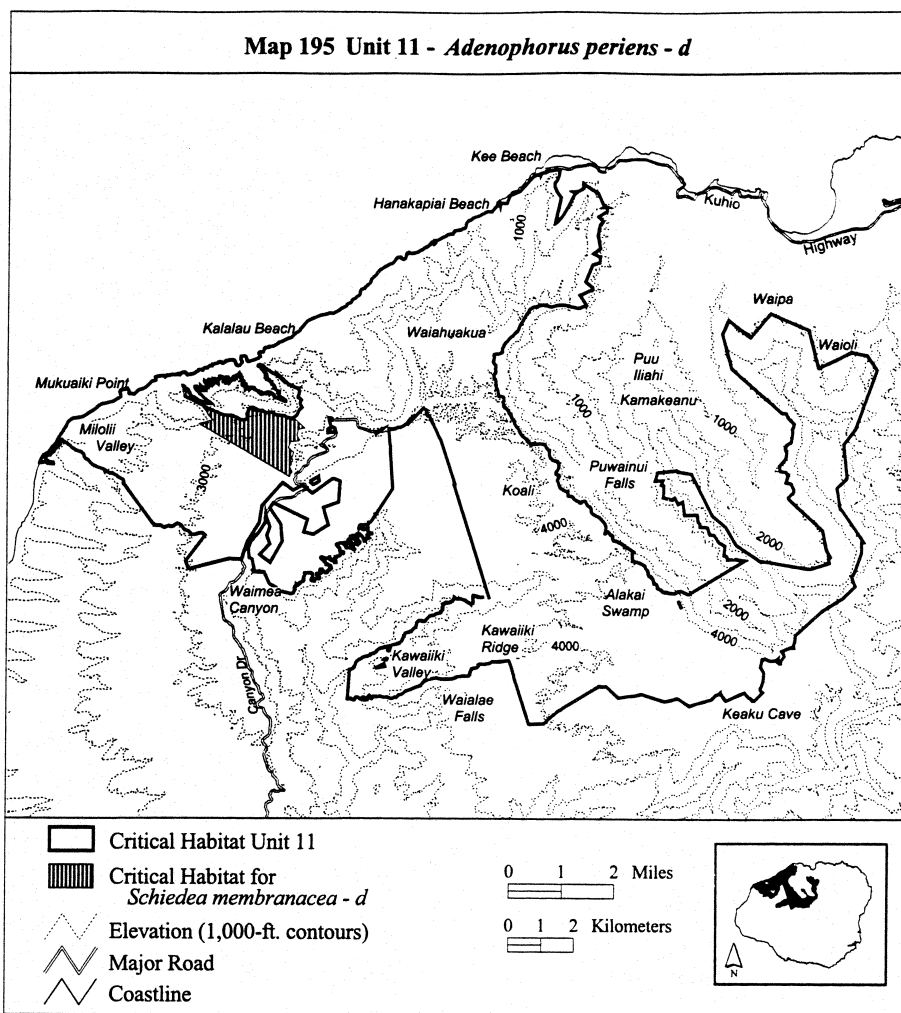 Map 195 Unit 11 - Adenophorus periens - d
Kee Beach
Hanakapiai Beach
Kuhio
Highway
1000
Waipa
Kalalau Beach
Waiahuakua
Waioli
Puu
Iliahi
Mukuaiki Point
Kamakeanu
1000
1000
Milolii
Valley
3000
Puwainui
Falls
Koali
4000
2000
Waimea
Canyon
Alakai
Swamp
2000
Kawaiiki
Ridge
4000
4000
Kawaiiki
Valley
Canyon Dr
Waialae
Falls
Keaku Cave
Critical Habitat Unit 11
Critical Habitat for
Schiedea membranacea - d
Elevation (1,000-ft. contours)
Major Road
Coastline
0 1 2 Miles
0 1 2 Kilometers
N